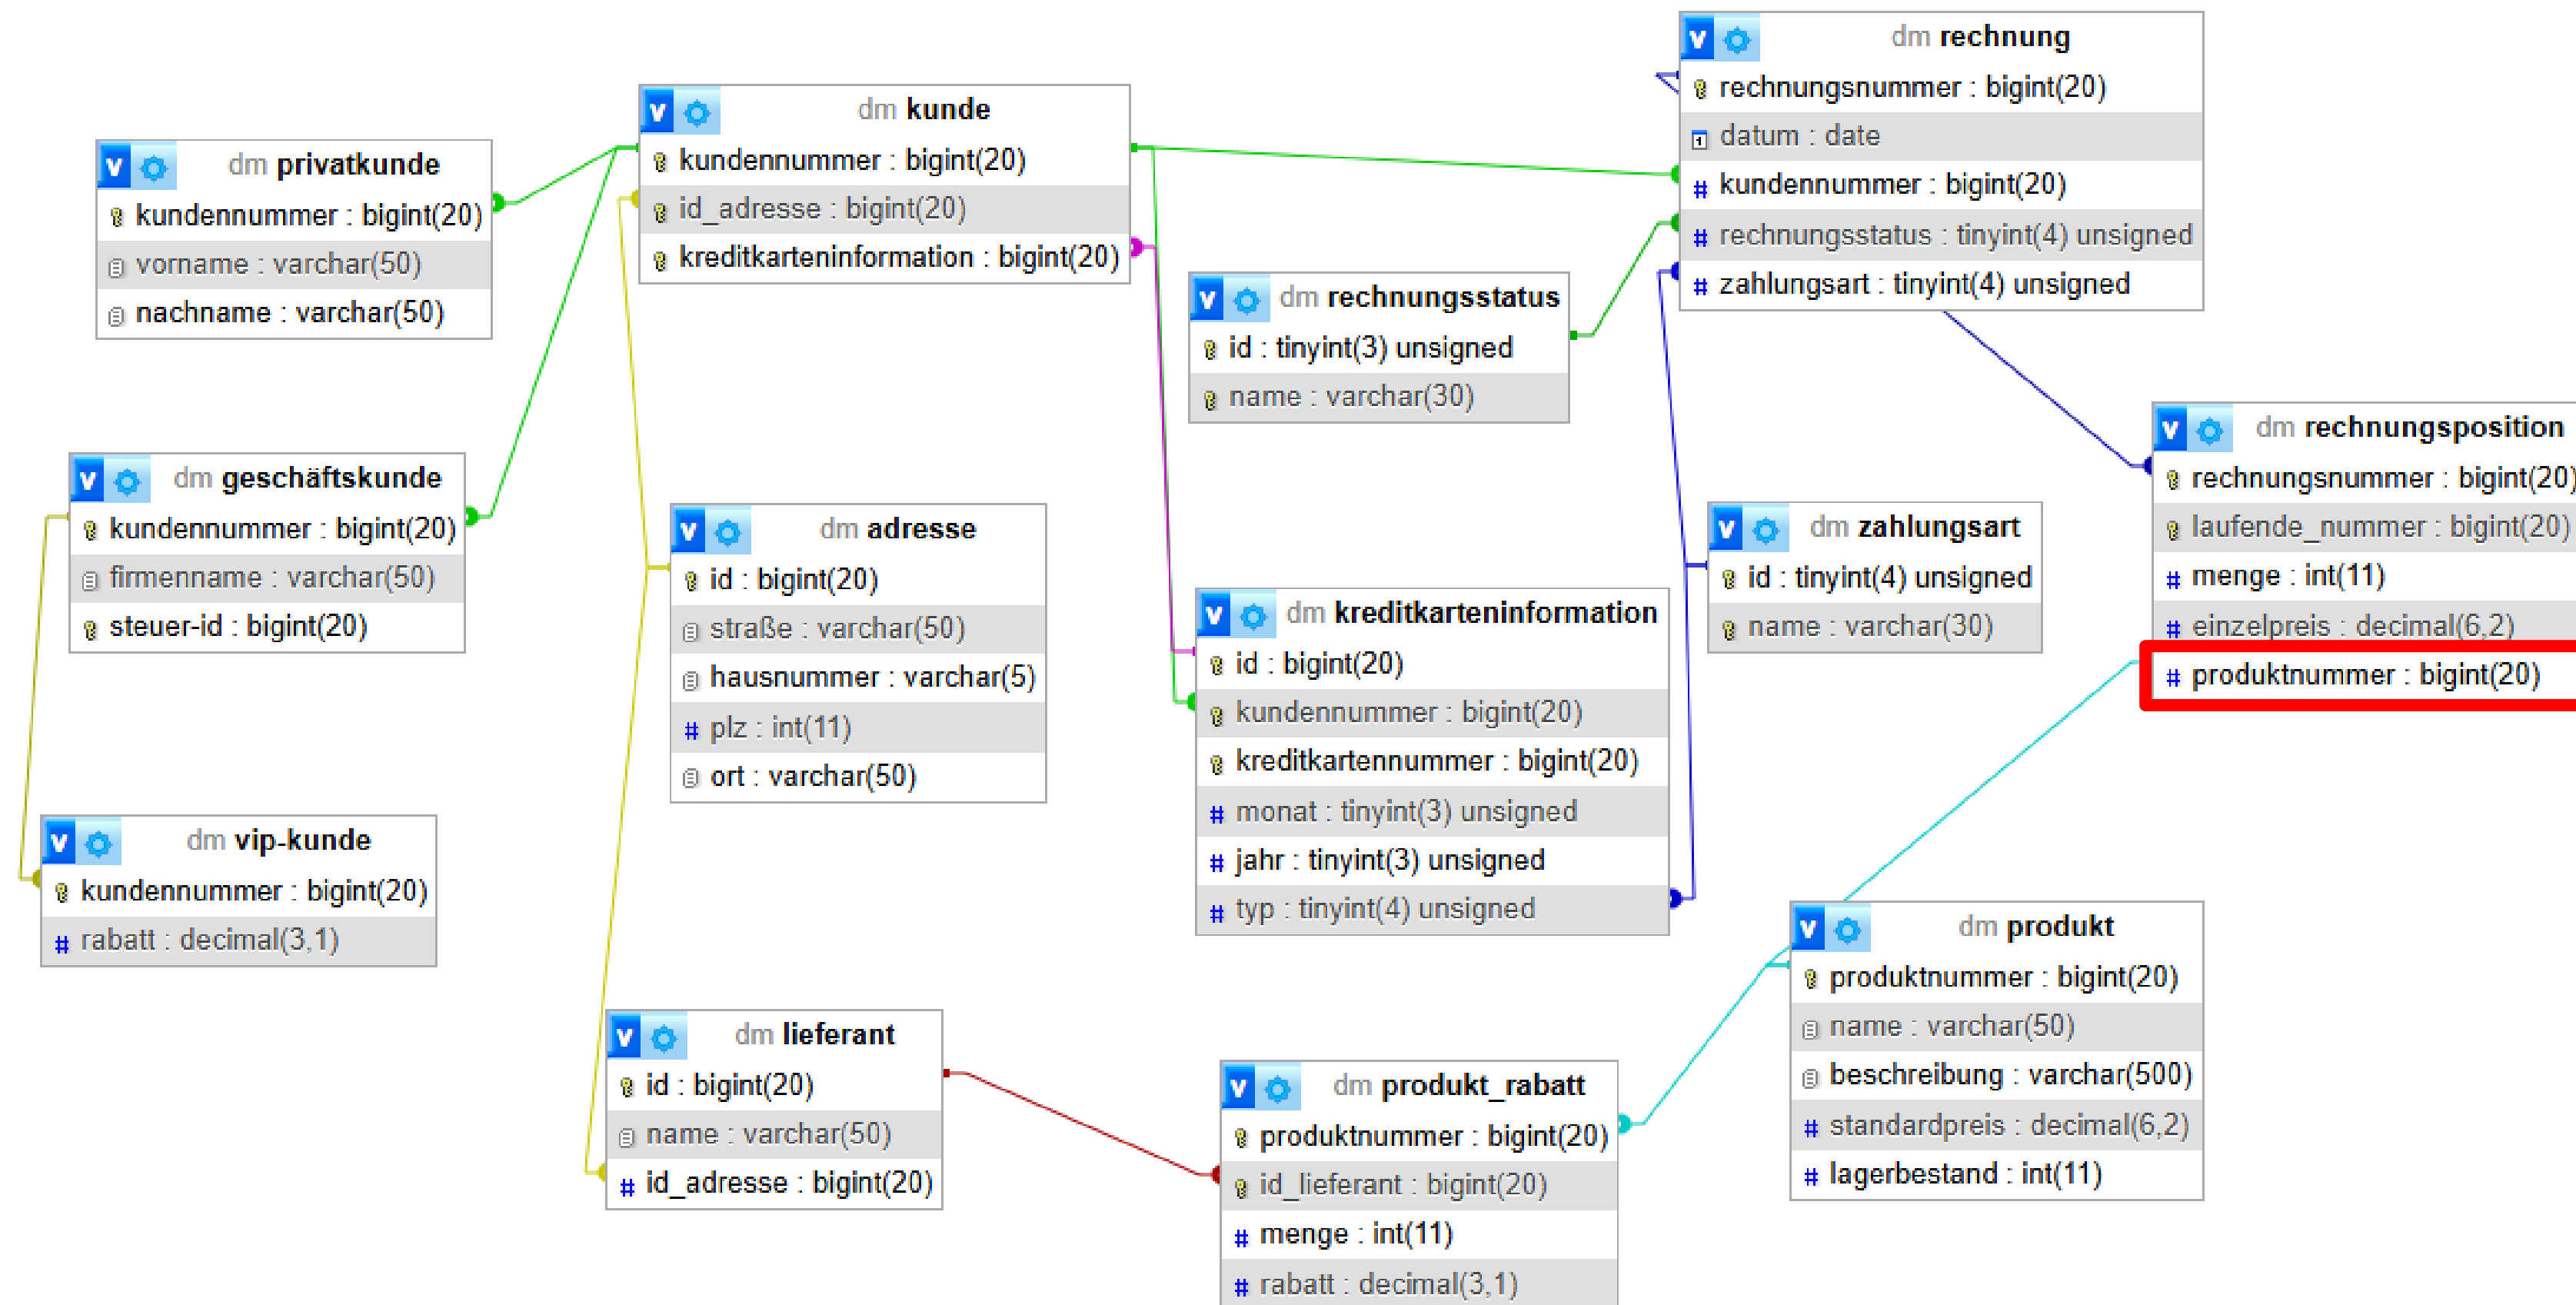 dm rechnung
rechnungsnummer : bigint(20)
datum : date
kundennummer : bigint(20)
rechnungsstatus : tinyint(4) unsigned
zahlungsart : tinyint(4) unsigned
dm kunde
kundennummer : bigint(20)
id_adresse : bigint(20)
kreditkarteninformation : bigint(20)
dm privatkunde
kundennummer : bigint(20)
vorname : varchar(50)
nachname : varchar(50)
dm rechnungsstatus
id : tinyint(3) unsigned
name : varchar(30)
dm rechnungsposition
rechnungsnummer : bigint(20)
laufende_nummer : bigint(20)
menge : int(11)
einzelpreis : decimal(6,2)
produktnummer : bigint(20)
dm geschäftskunde
kundennummer : bigint(20)
firmenname : varchar(50)
steuer-id : bigint(20)
dm adresse
id : bigint(20)
straße : varchar(50)
hausnummer : varchar(5)
plz : int(11)
ort : varchar(50)
dm zahlungsart
id : tinyint(4) unsigned
name : varchar(30)
dm kreditkarteninformation
id : bigint(20)
kundennummer : bigint(20)
kreditkartennummer : bigint(20)
monat : tinyint(3) unsigned
jahr : tinyint(3) unsigned
typ : tinyint(4) unsigned
dm vip-kunde
kundennummer : bigint(20)
rabatt : decimal(3,1)
dm produkt
produktnummer : bigint(20)
name : varchar(50)
beschreibung : varchar(500)
standardpreis : decimal(6,2)
lagerbestand : int(11)
dm lieferant
id : bigint(20)
name : varchar(50)
id_adresse : bigint(20)
dm produkt_rabatt
produktnummer : bigint(20)
id_lieferant : bigint(20)
menge : int(11)
rabatt : decimal(3,1)